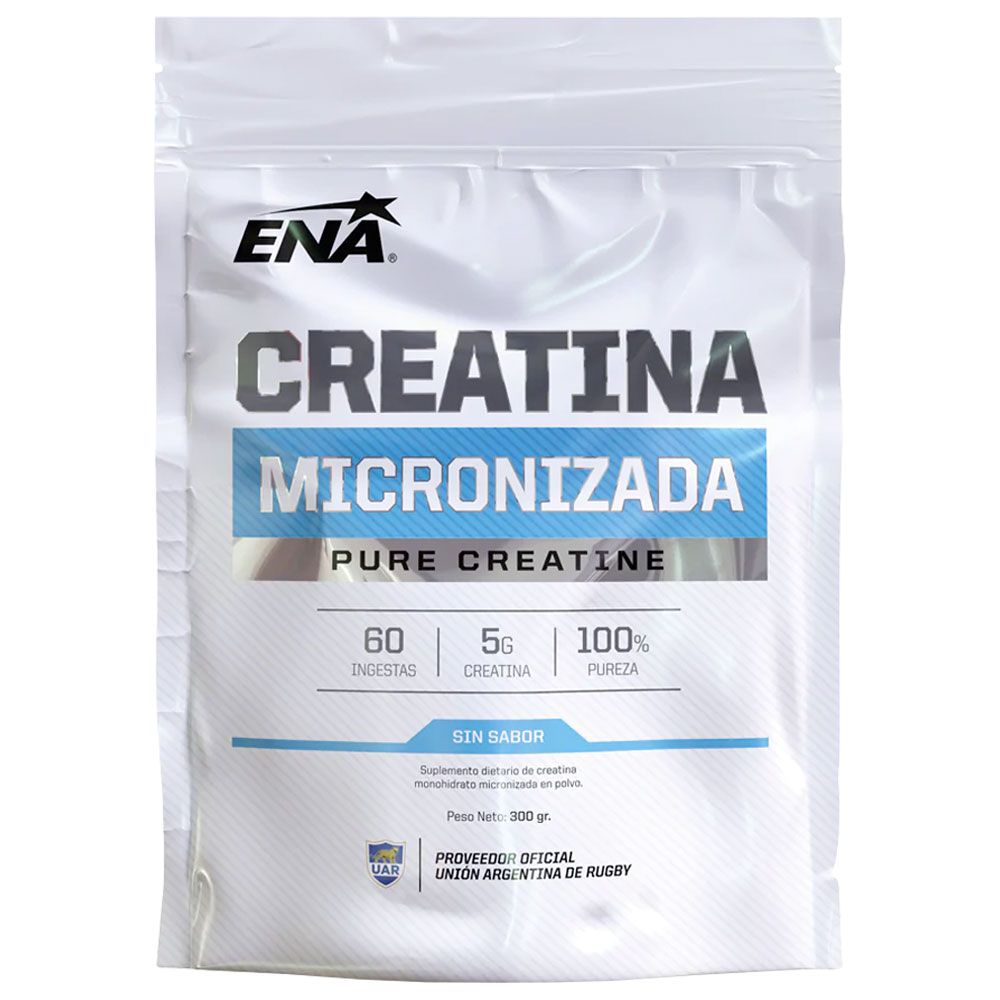 ENA®
CREATINA
MICRONIZADA
PURE CREATINE
60 INGESTAS
5G CREATINA
100% PUREZA
SIN SABOR
Suplemento dietario de creatina
monohidrato micronizada en polvo.
Peso Neto: 300 gr.
UAR
PROVEEDOR OFICIAL
UNIÓN ARGENTINA DE RUGBY